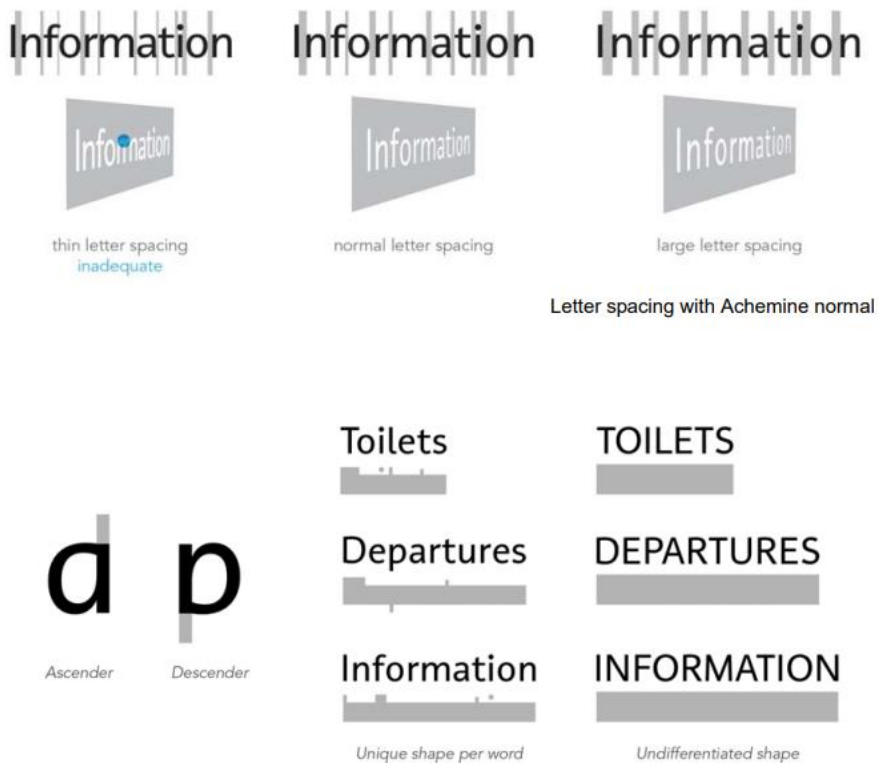 Information Information Information
Information Information Information
thin letter spacing normal letter spacing large letter spacing
inadequate
Letter spacing with Achemine normal
Toilets TOILETS
Departures DEPARTURES
d p
Information INFORMATION
Ascender Descender
Unique shape per word Undifferentiated shape